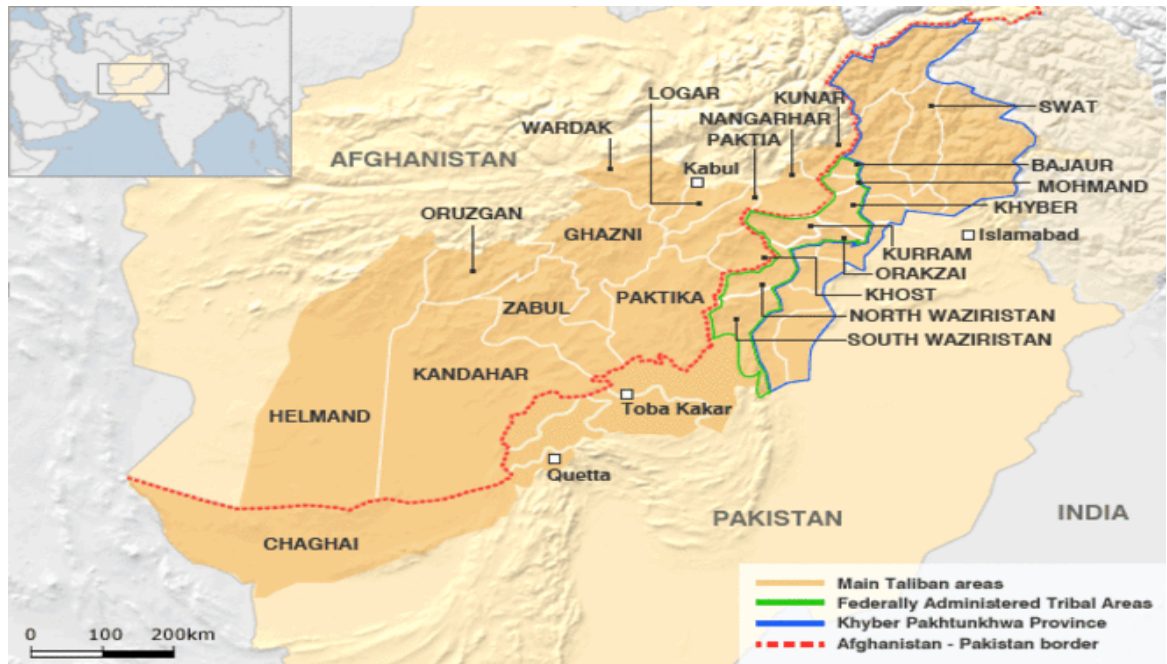 LOGAR
KUNAR
NANGARHAR
SWAT
WARDAK
PAKTIA
AFGHANISTAN
Kabul
BAJAUR
MOHMAND
ORUZGAN
KHYBER
GHAZNI
Islamabad
KURRAM
ORAKZAI
ZABUL
PAKTIKA
KHOST
NORTH WAZIRISTAN
SOUTH WAZIRISTAN
KANDAHAR
HELMAND
Toba Kakar
Quetta
PAKISTAN
INDIA
CHAGHAI
Main Taliban areas
Federally Administered Tribal Areas
Khyber Pakhtunkhwa Province
Afghanistan - Pakistan border
0 100 200km